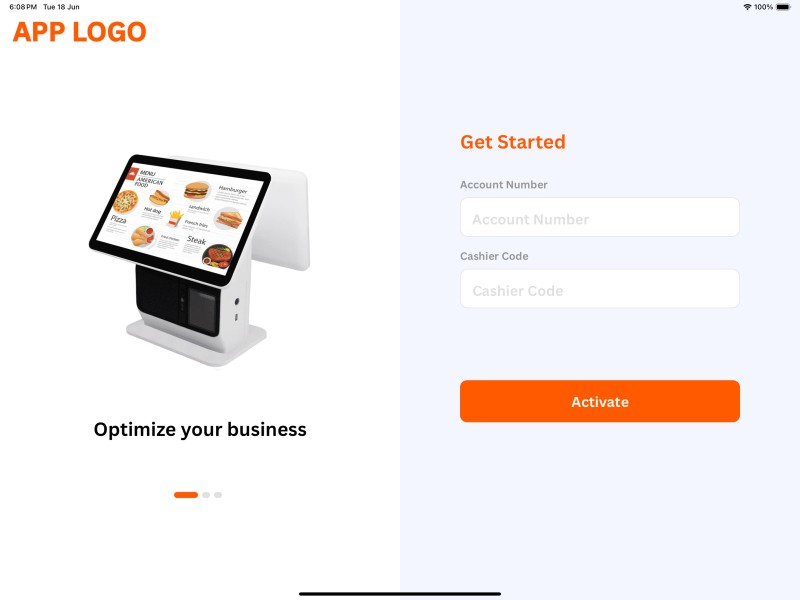 6:08 PM Tue 18 Jun
100%
APP LOGO
MENU
AMERICAN
FOOD
Hamburger
Hot dog
sandwich
Pizza
French fries
Steak
Optimize your business
Get Started
Account Number
Account Number
Cashier Code
Cashier Code
Activate